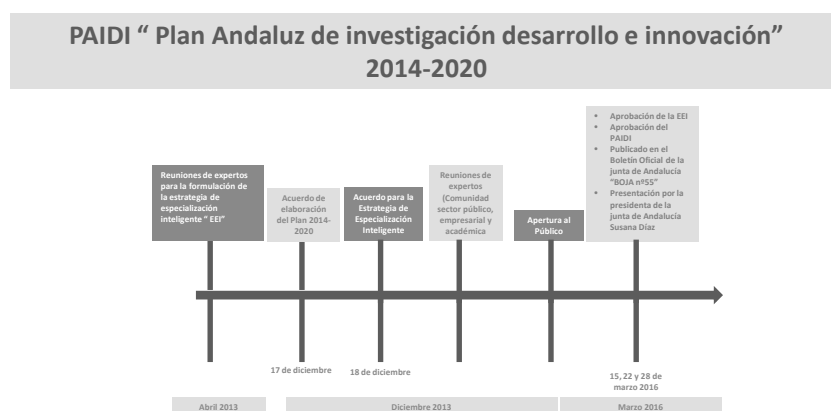 PAIDI “ Plan Andaluz de investigación desarrollo e innovación”
2014-2020
Reuniones de expertos
para la formulación de
la estrategia de
especialización
inteligente “ EEI”
Acuerdo de
elaboración
del Plan 2014-
2020
Acuerdo para la
Estrategia de
Especialización
Inteligente
Reuniones de
expertos
(Comunidad
sector público,
empresarial y
académica
Apertura al
Público
• Aprobación de la EEI
• Aprobación del
PAIDI
• Publicado en el
Boletín Oficial de la
junta de Andalucía
“BOJA nº55”
• Presentación por la
presidenta de la
junta de Andalucía
Susana Díaz
17 de diciembre
18 de diciembre
15, 22 y 28 de
marzo 2016
Abril 2013
Diciembre 2013
Marzo 2016